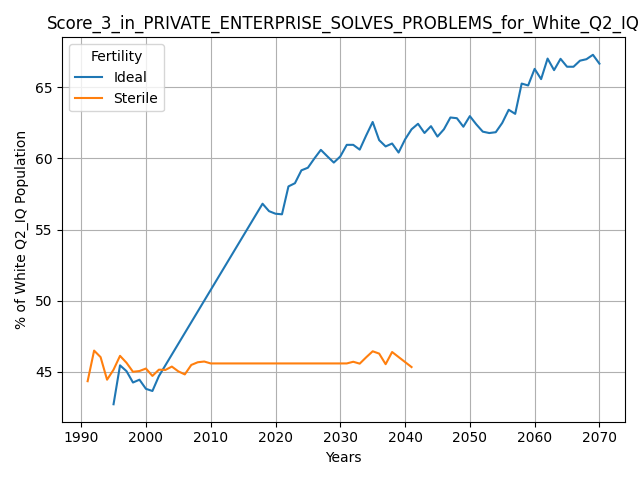 Score_3_in_PRIVATE_ENTERPRISE_SOLVES_PROBLEMS_for_White_Q2_IQ
Fertility
Ideal
Sterile
65
60
55
50
45
% of White Q2_IQ Population
1990 2000 2010 2020 2030 2040 2050 2060 2070
Years